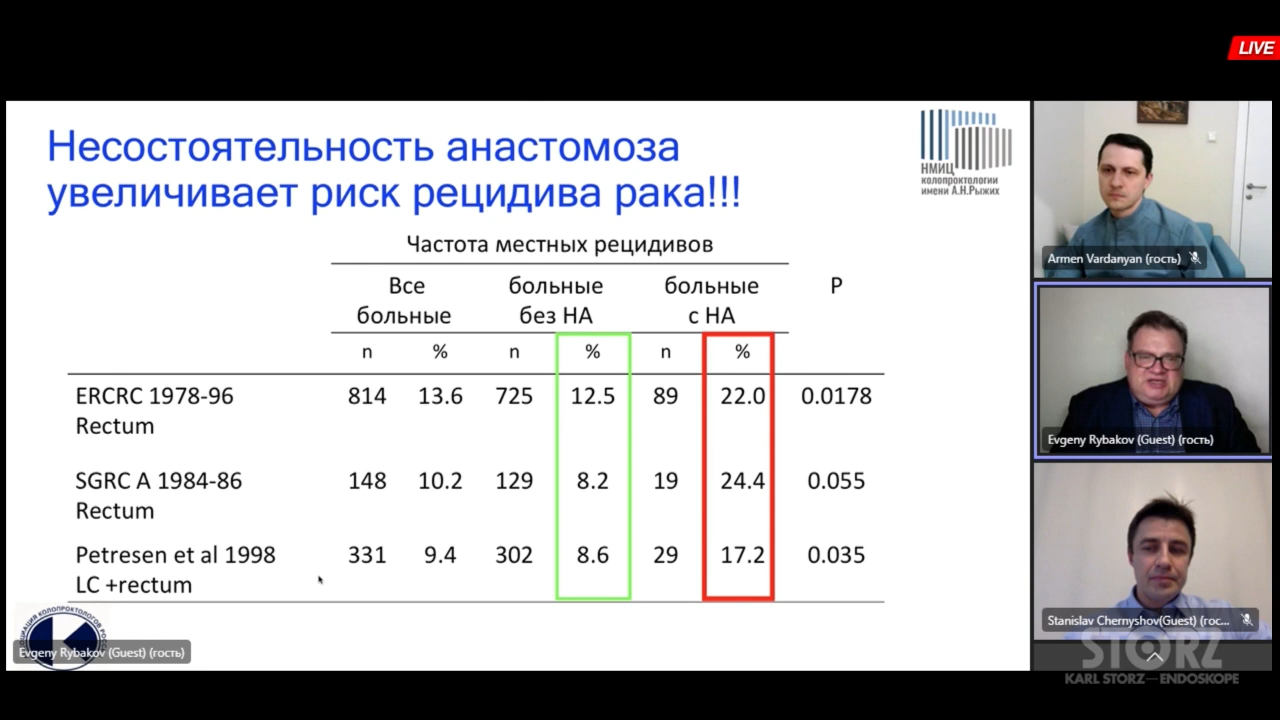 LIVE
Несостоятельность анастомоза
увеличивает риск рецидива рака!!!
НМИЦ
колопроктологии
имени А.Н.Рыжих
Частота местных рецидивов
Все больные больные P
больные без НА с НА
n % n % n %
ERCRC 1978-96 814 13.6 725 12.5 89 22.0 0.0178
Rectum
SGRC A 1984-86 148 10.2 129 8.2 19 24.4 0.055
Rectum
Petresen et al 1998 331 9.4 302 8.6 29 17.2 0.035
LC +rectum
Evgeny Rybakov (Guest) (гость)
Armen Vardanyan (гость)
Evgeny Rybakov (Guest) (гость)
Stanislav Chernyshov(Guest) (гос...
STORZ
KARL STORZ—ENDOSKOPE